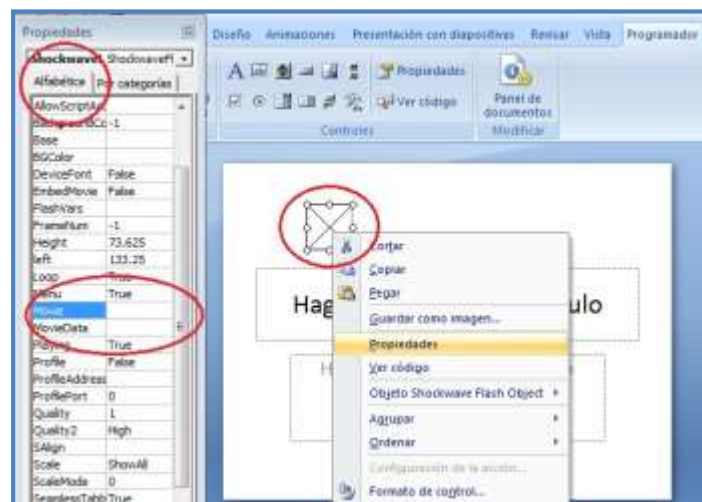 Propiedades
Shockwave1 ShockwaveFl
Alfabética Por categorías
AllowScriptA
BackgroundCo -1
Base
BGColor
DeviceFont False
EmbedMovie False
FlashVars
FrameNum -1
Height 73.625
left 133.25
Loop True
Menu True
Movie
MovieData
Playing True
Profile False
ProfileAddress
ProfilePort 0
Quality 1
Quality2 High
SAlign
Scale ShowAll
ScaleMode 0
SeamlessTabb True
Diseño Animaciones Presentación con diapositivas Revisar Vista Programador
Propiedades
Ver código
Panel de
documentos
Controles Modificar
Hag ulo
H
Cortar
Copiar
Pegar
Guardar como imagen...
Propiedades
Ver código
Objeto Shockwave Flash Object
Agrupar
Ordenar
Configuración de la acción...
Formato de control...